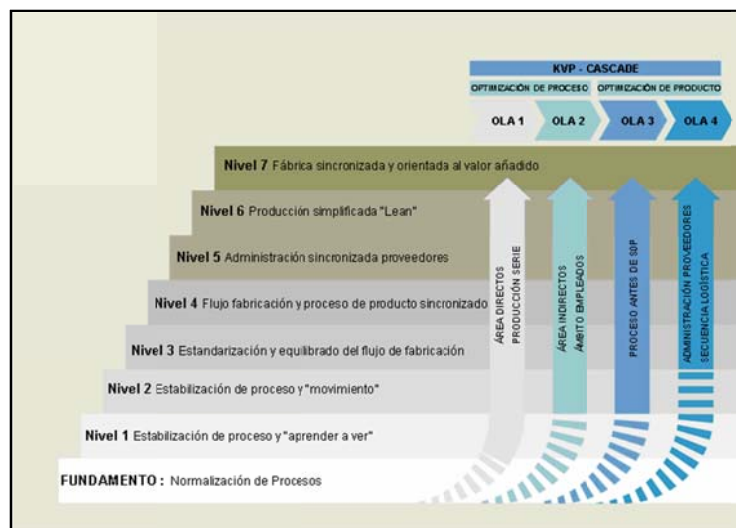 KVP - CASCADE
OPTIMIZACIÓN DE PROCESO OPTIMIZACIÓN DE PRODUCTO
OLA 1 OLA 2 OLA 3 OLA 4
Nivel 7 Fábrica sincronizada y orientada al valor añadido
Nivel 6 Producción simplificada "Lean"
Nivel 5 Administración sincronizada proveedores
Nivel 4 Flujo fabricación y proceso de producto sincronizado
Nivel 3 Estandarización y equilibrado del flujo de fabricación
Nivel 2 Estabilización de proceso y "movimiento"
Nivel 1 Estabilización de proceso y "aprender a ver"
FUNDAMENTO : Normalización de Procesos
ÁREA DIRECTOS
PRODUCCIÓN SERIE
ÁREA INDIRECTOS
ÁMBITO EMPLEADOS
PROCESO ANTES DE SOP
ADMINISTRACIÓN PROVEEDORES
SECUENCIA LOGÍSTICA